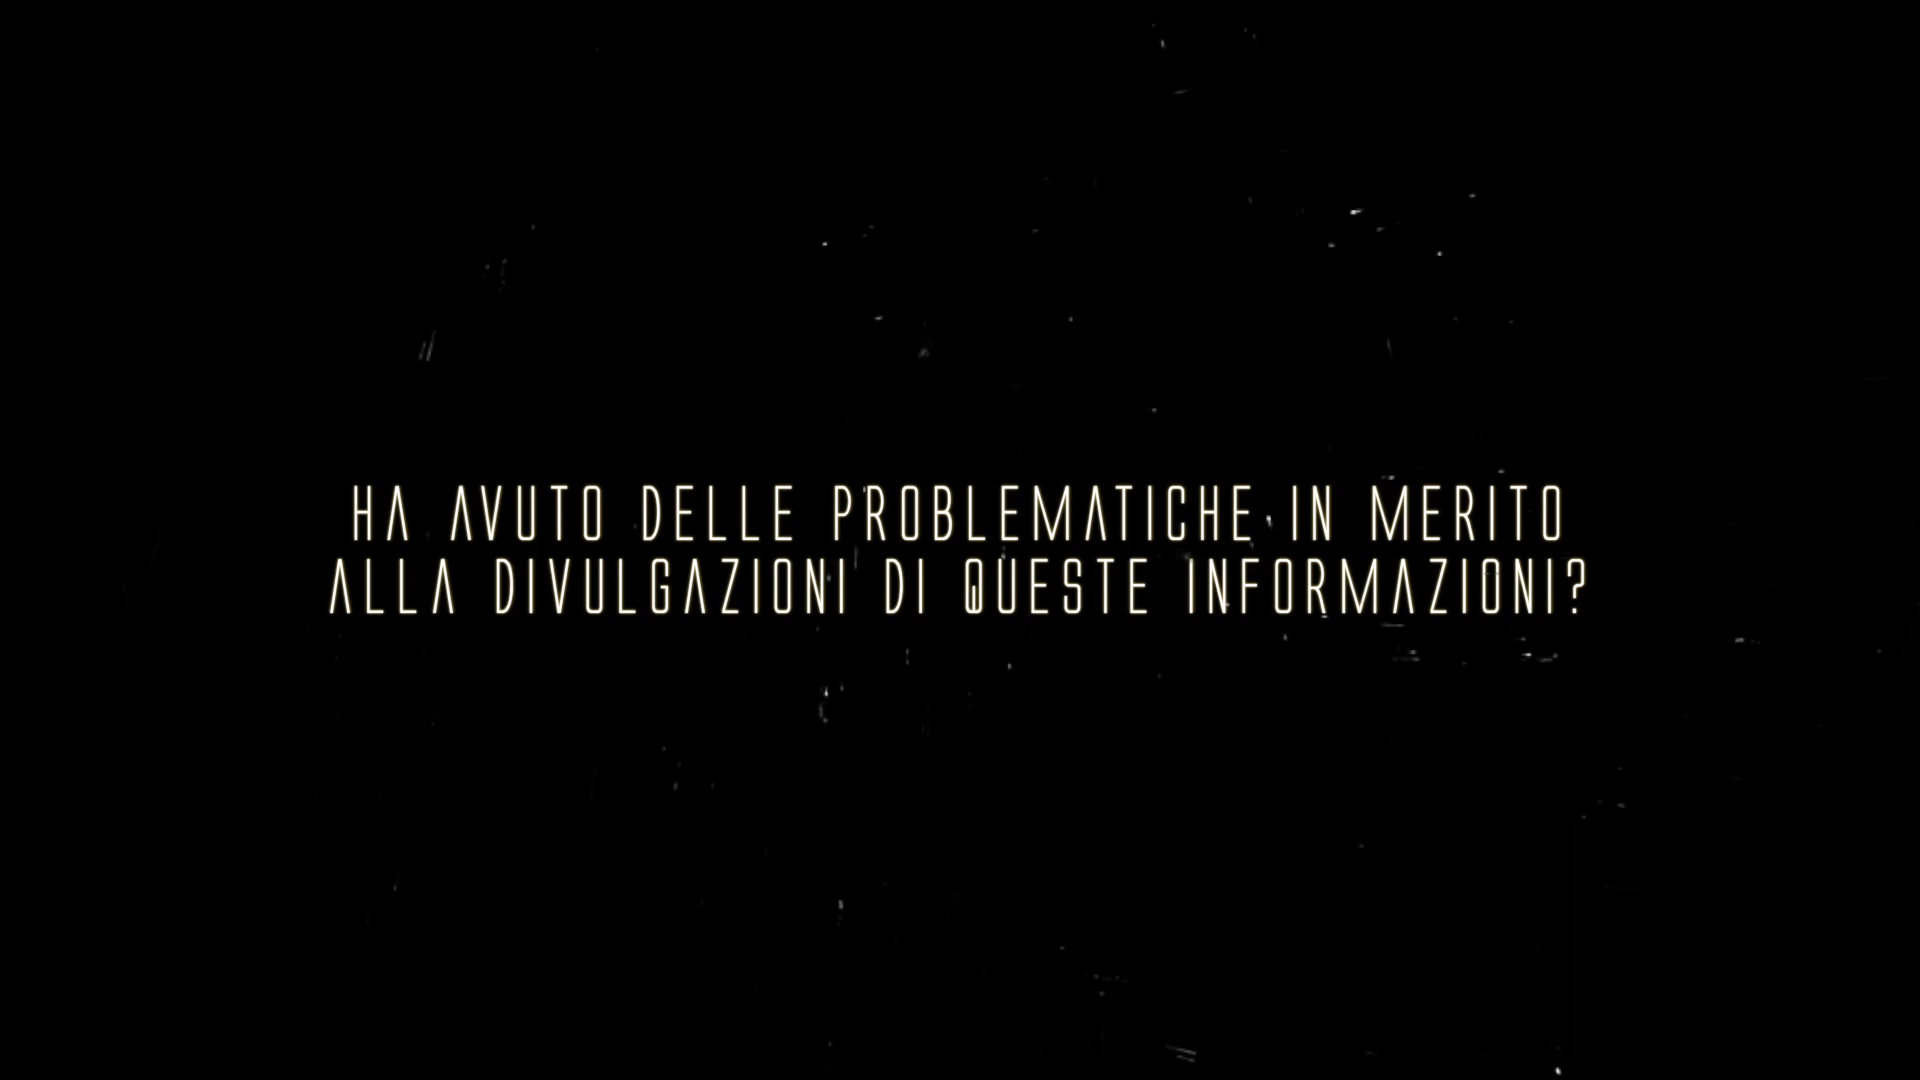 HA AVUTO DELLE PROBLEMATICHE IN MERITO
ALLA DIVULGAZIONI DI QUESTE INFORMAZIONI?